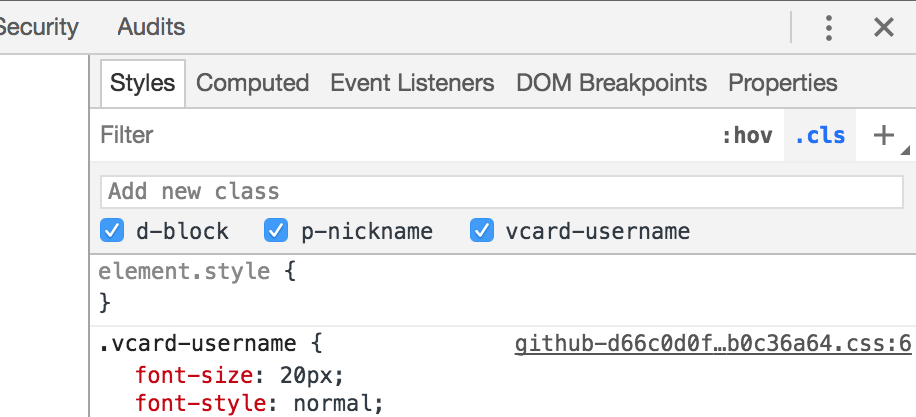 Security Audits
Styles Computed Event Listeners DOM Breakpoints Properties
Filter :hov .cls +
Add new class
d-block p-nickname vcard-username
element.style {
}
.vcard-username { github-d66c0d0f…b0c36a64.css:6
font-size: 20px;
font-style: normal;